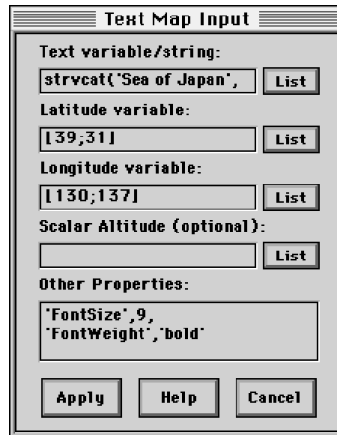 Text Map Input
Text variable/string:
strvcat('Sea of Japan', List
Latitude variable:
[39;31] List
Longitude variable:
[130;137] List
Scalar Altitude (optional):
List
Other Properties:
'FontSize',9,
'FontWeight','bold'
Apply Help Cancel